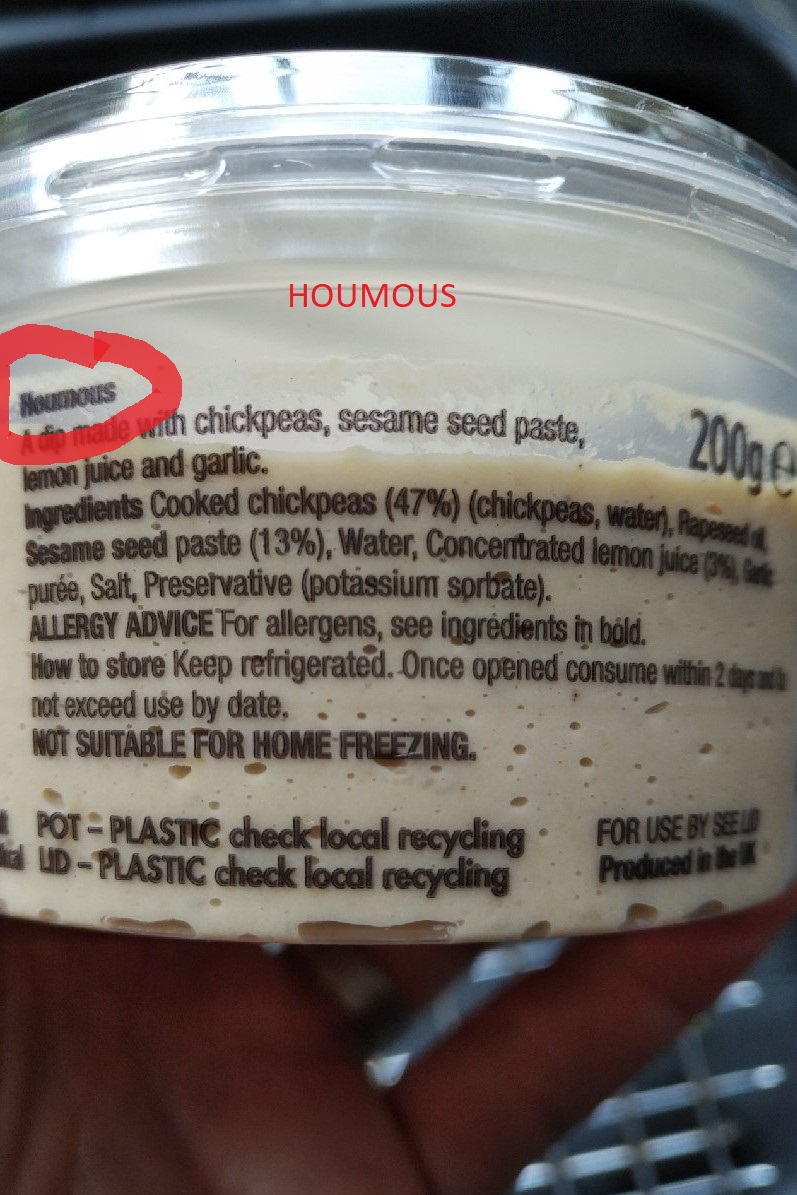 HOUMOUS
Houmous
A dip made with chickpeas, sesame seed paste,
lemon juice and garlic.
200g e
Ingredients Cooked chickpeas (47%) (chickpeas, water), Rapeseed oil,
Sesame seed paste (13%), Water, Concentrated lemon juice (3%), Garlic
purée, Salt, Preservative (potassium sorbate).
ALLERGY ADVICE For allergens, see ingredients in bold.
How to store Keep refrigerated. Once opened consume within 2 days and
not exceed use by date.
NOT SUITABLE FOR HOME FREEZING.
POT – PLASTIC check local recycling
LID – PLASTIC check local recycling
FOR USE BY SEE LID
Produced in the UK